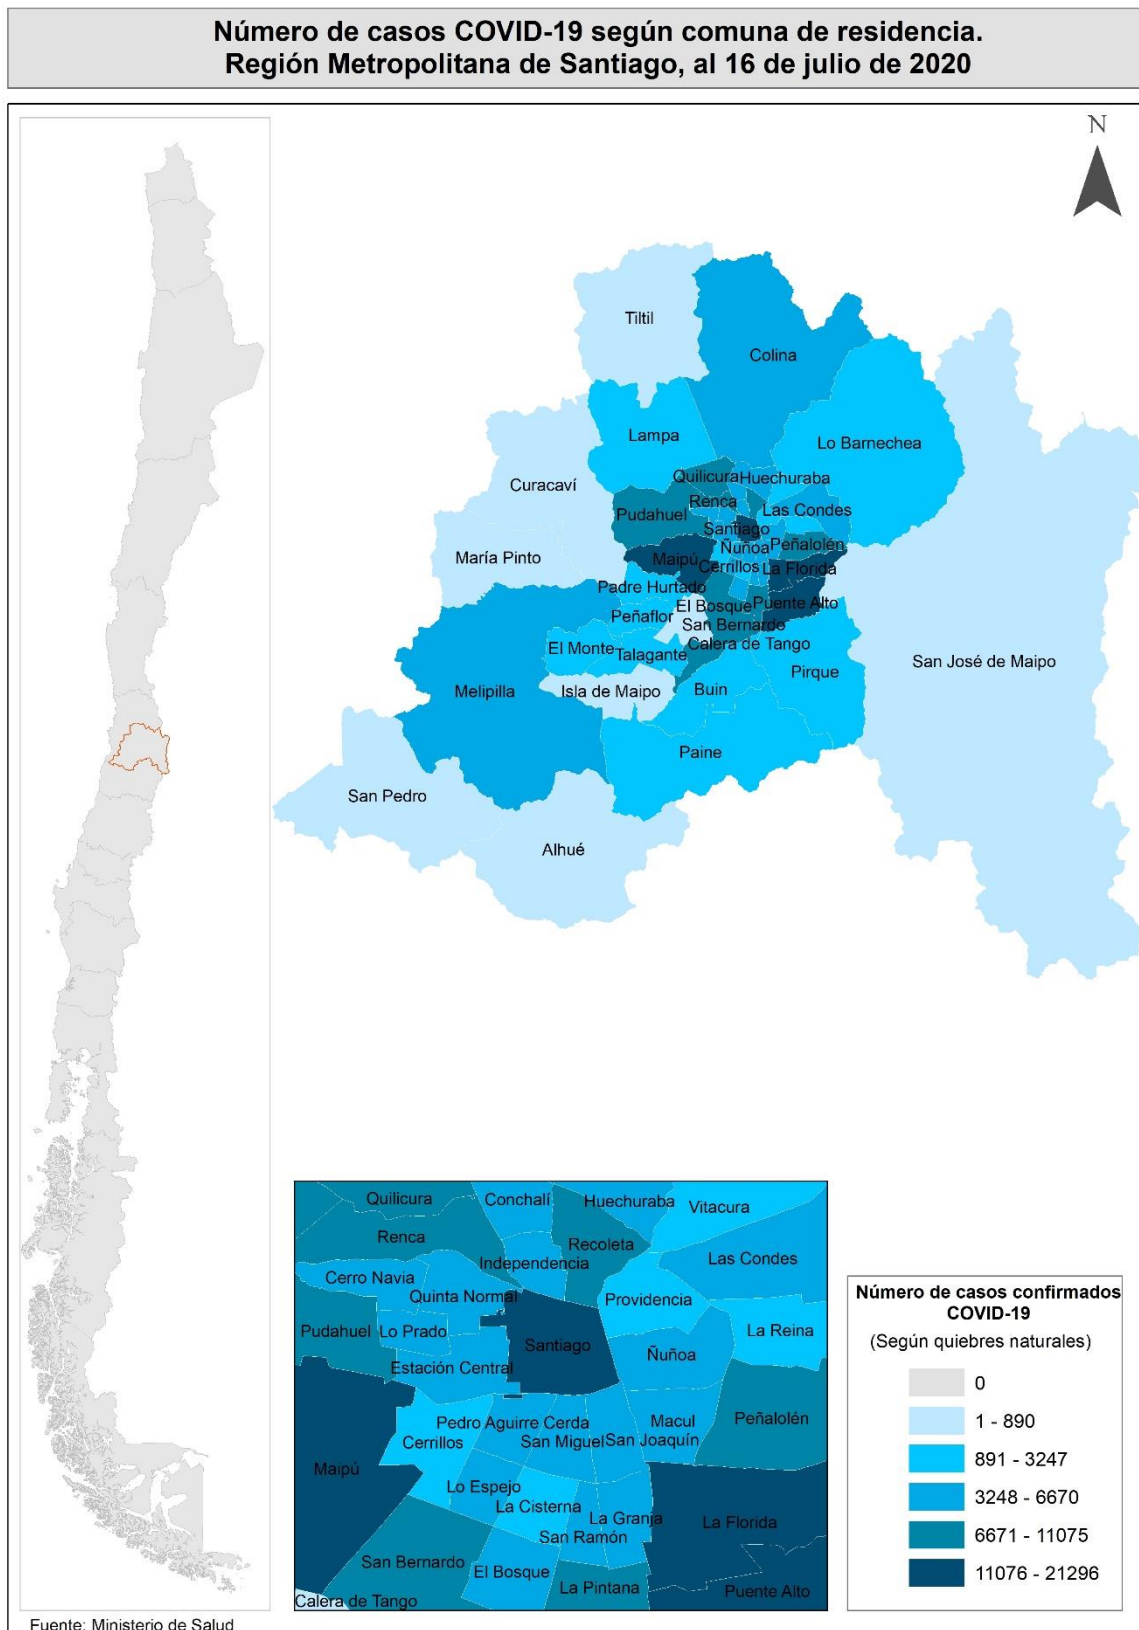 Número de casos COVID-19 según comuna de residencia.
Región Metropolitana de Santiago, al 16 de julio de 2020
N
Tiltil
Colina
Lampa
Lo Barnechea
Curacaví
Quilicura
Huechuraba
Renca
Las Condes
Pudahuel
Santiago
Ñuñoa
Peñalolén
María Pinto
Maipú
Cerrillos
La Florida
Padre Hurtado
El Bosque
Puente Alto
Peñaflor
San Bernardo
El Monte
Talagante
Calera de Tango
San José de Maipo
Pirque
Melipilla
Isla de Maipo
Buin
Paine
San Pedro
Alhué
Quilicura
Conchalí
Huechuraba
Vitacura
Renca
Recoleta
Las Condes
Independencia
Cerro Navia
Quinta Normal
Providencia
Pudahuel
Lo Prado
Santiago
La Reina
Estación Central
Ñuñoa
Pedro Aguirre Cerda
Macul
Peñalolén
Cerrillos
San Miguel
San Joaquín
Maipú
Lo Espejo
La Cisterna
La Granja
La Florida
San Ramón
San Bernardo
El Bosque
La Pintana
Puente Alto
Calera de Tango
Número de casos confirmados
COVID-19
(Según quiebres naturales)
0
1 - 890
891 - 3247
3248 - 6670
6671 - 11075
11076 - 21296
Fuente: Ministerio de Salud